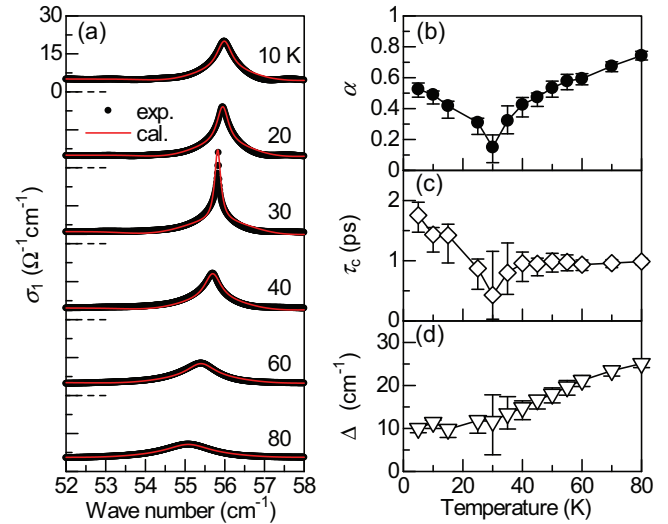 (a)
30
15
0
10 K
exp.
cal.
20
30
40
60
80
σ₁ (Ω⁻¹cm⁻¹)
52 53 54 55 56 57 58
Wave number (cm⁻¹)
(b)
1
0.8
0.6
0.4
0.2
0
α
(c)
2
1
0
τc (ps)
(d)
30
20
10
0
Δ (cm⁻¹)
0 20 40 60 80
Temperature (K)